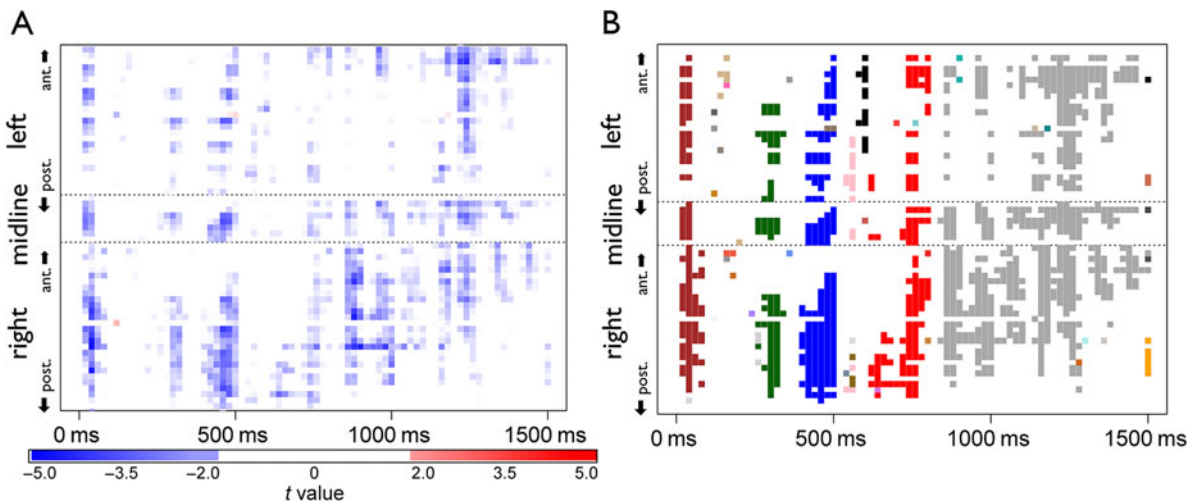 A
ant.
left
post.
midline
ant.
right
post.
0 ms 500 ms 1000 ms 1500 ms
–5.0 –3.5 –2.0 0 2.0 3.5 5.0
t value
B
ant.
left
post.
midline
ant.
right
post.
0 ms 500 ms 1000 ms 1500 ms